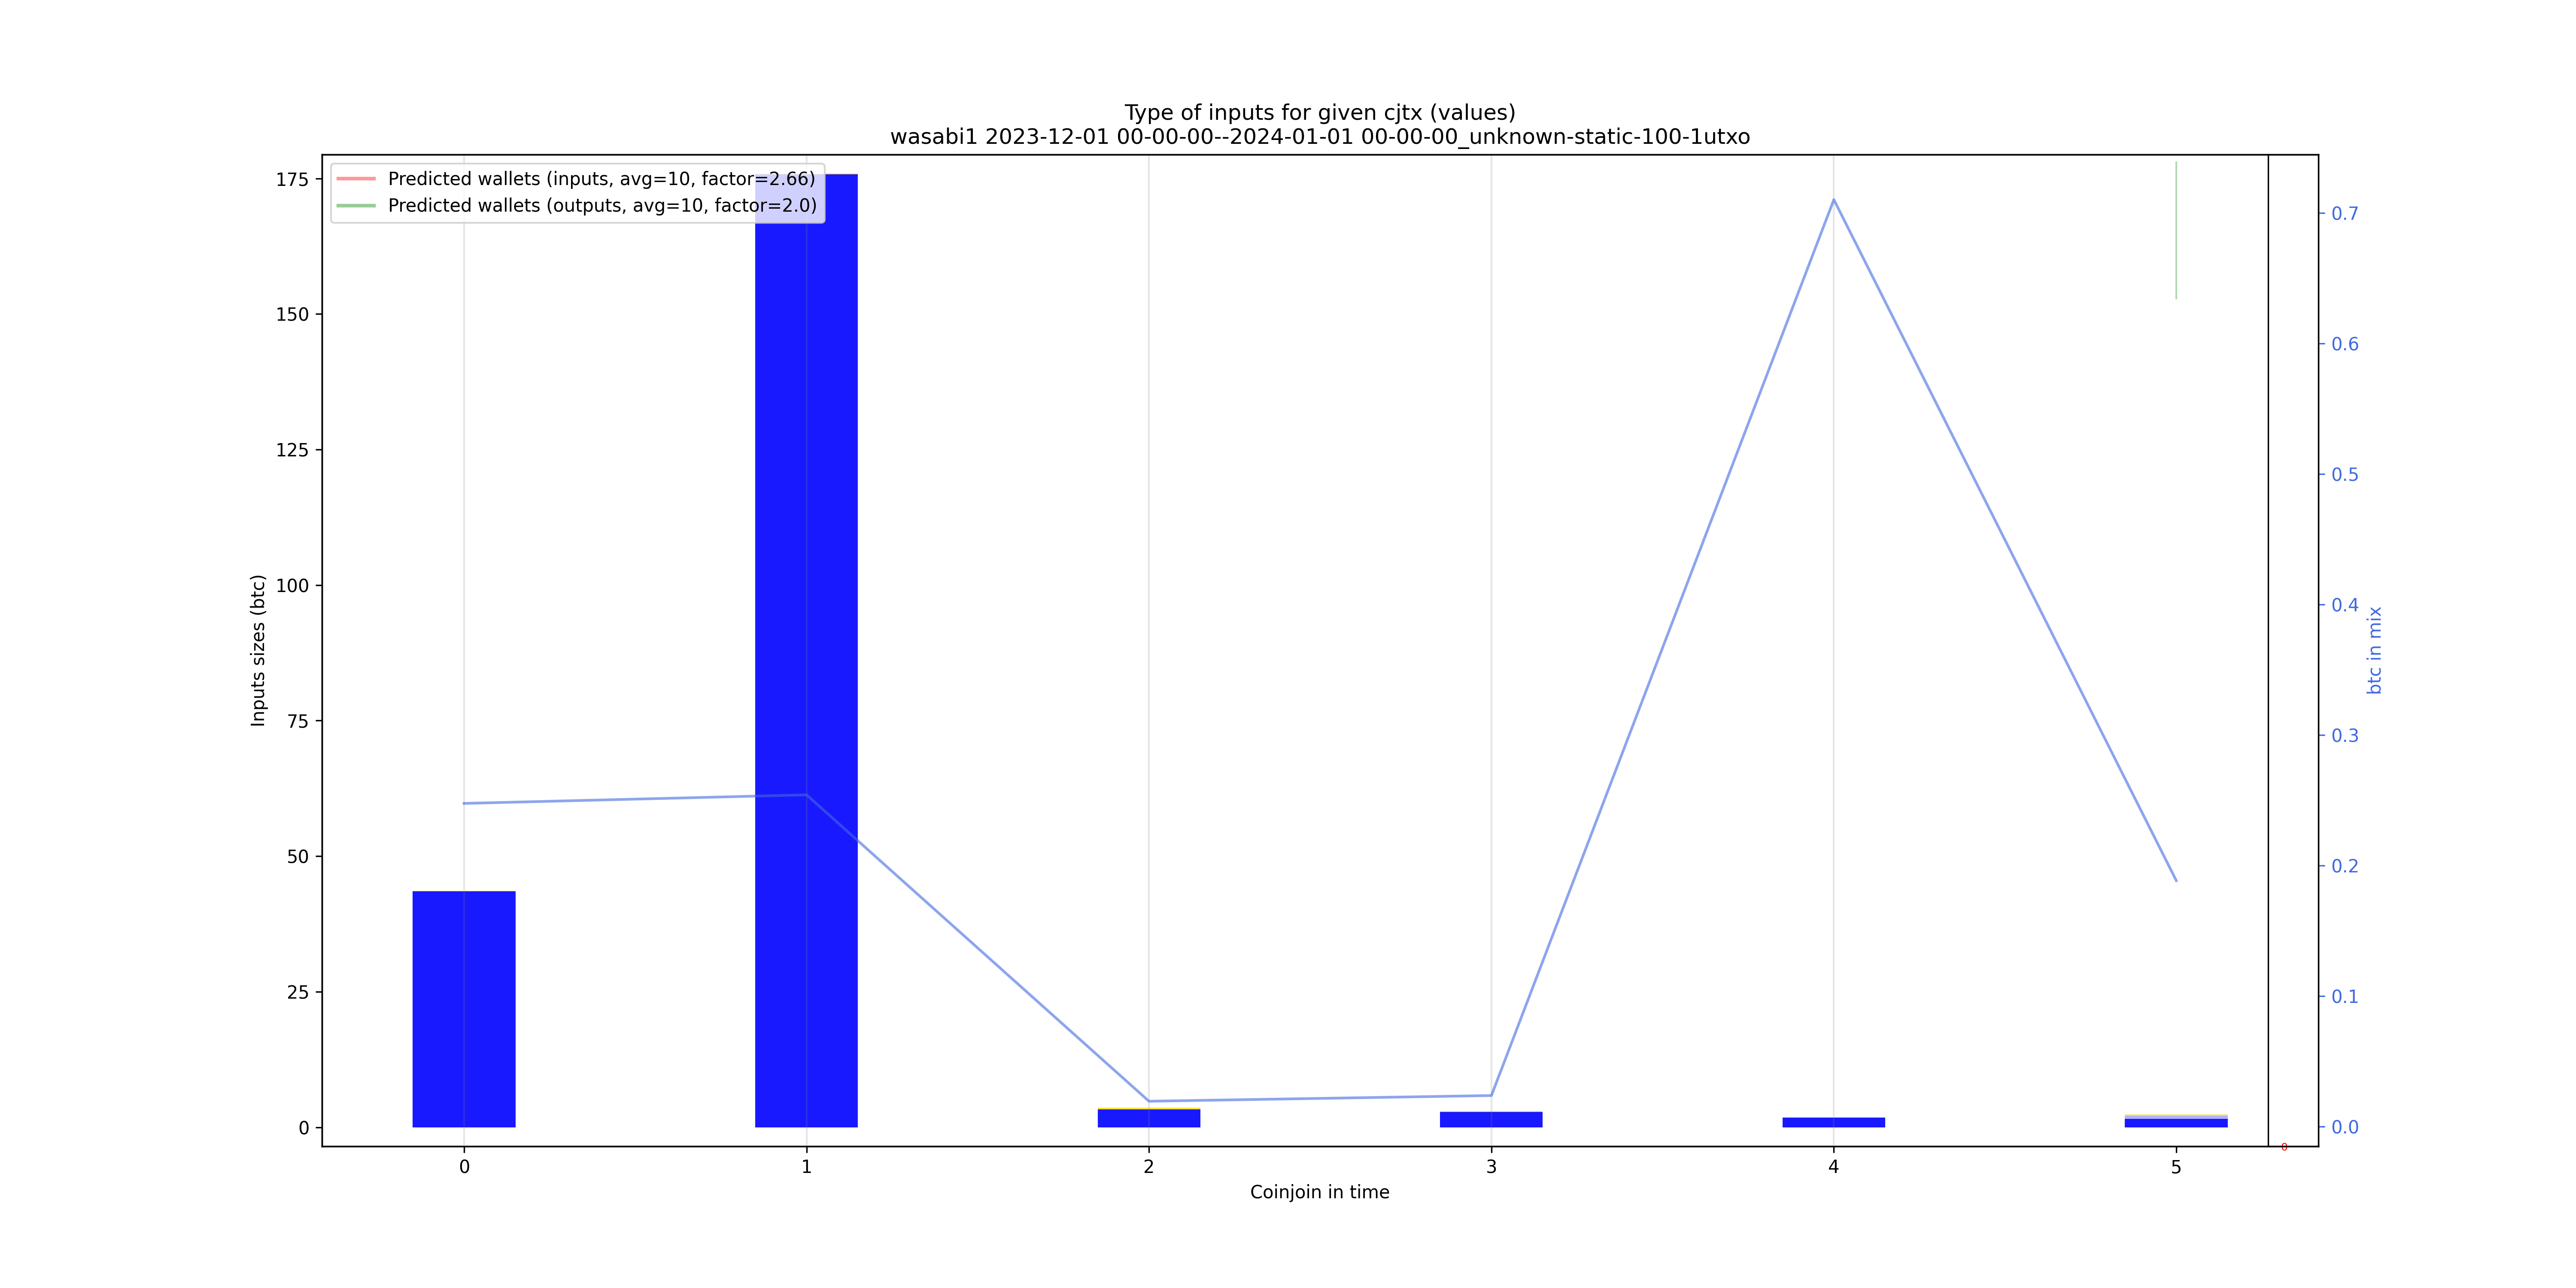 Type of inputs for given cjtx (values)
wasabi1 2023-12-01 00-00-00--2024-01-01 00-00-00_unknown-static-100-1utxo
Predicted wallets (inputs, avg=10, factor=2.66)
Predicted wallets (outputs, avg=10, factor=2.0)
175
150
125
100
75
50
25
0
Inputs sizes (btc)
0.7
0.6
0.5
0.4
0.3
0.2
0.1
0.0
btc in mix
0
0 1 2 3 4 5
Coinjoin in time